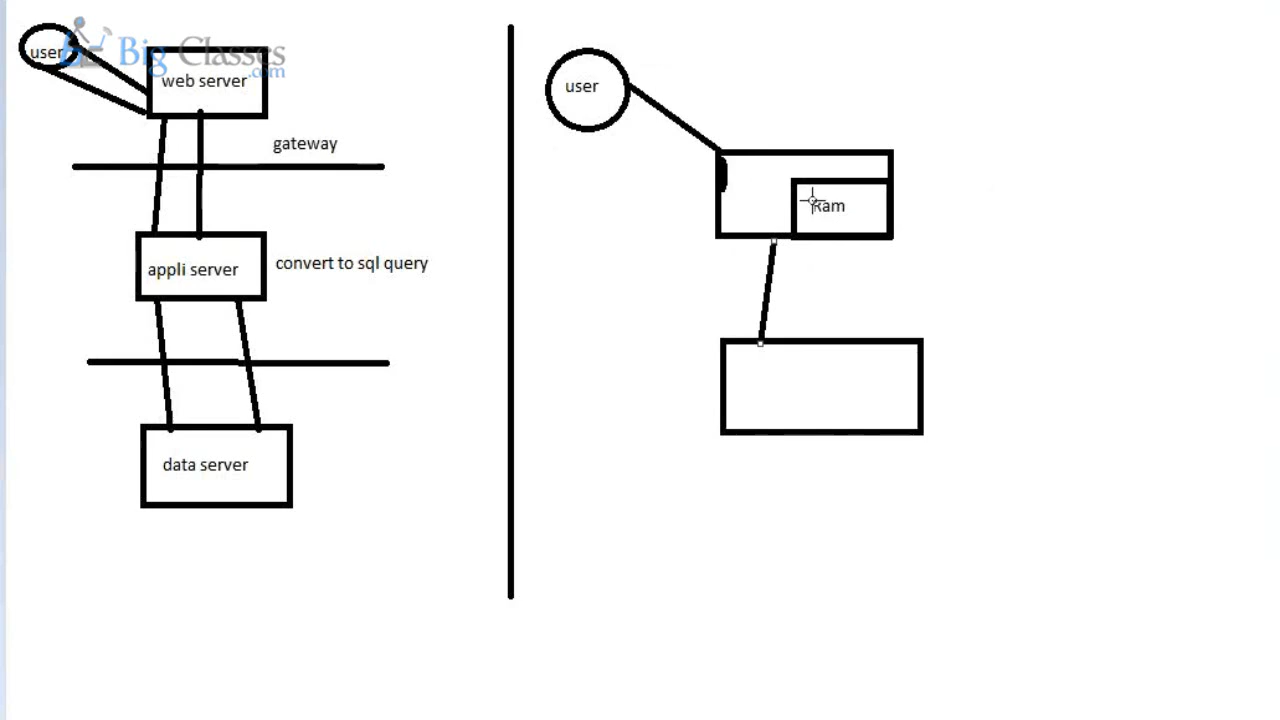 user
Big Classes
.com
web server
gateway
appli server
convert to sql query
data server
user
Ram